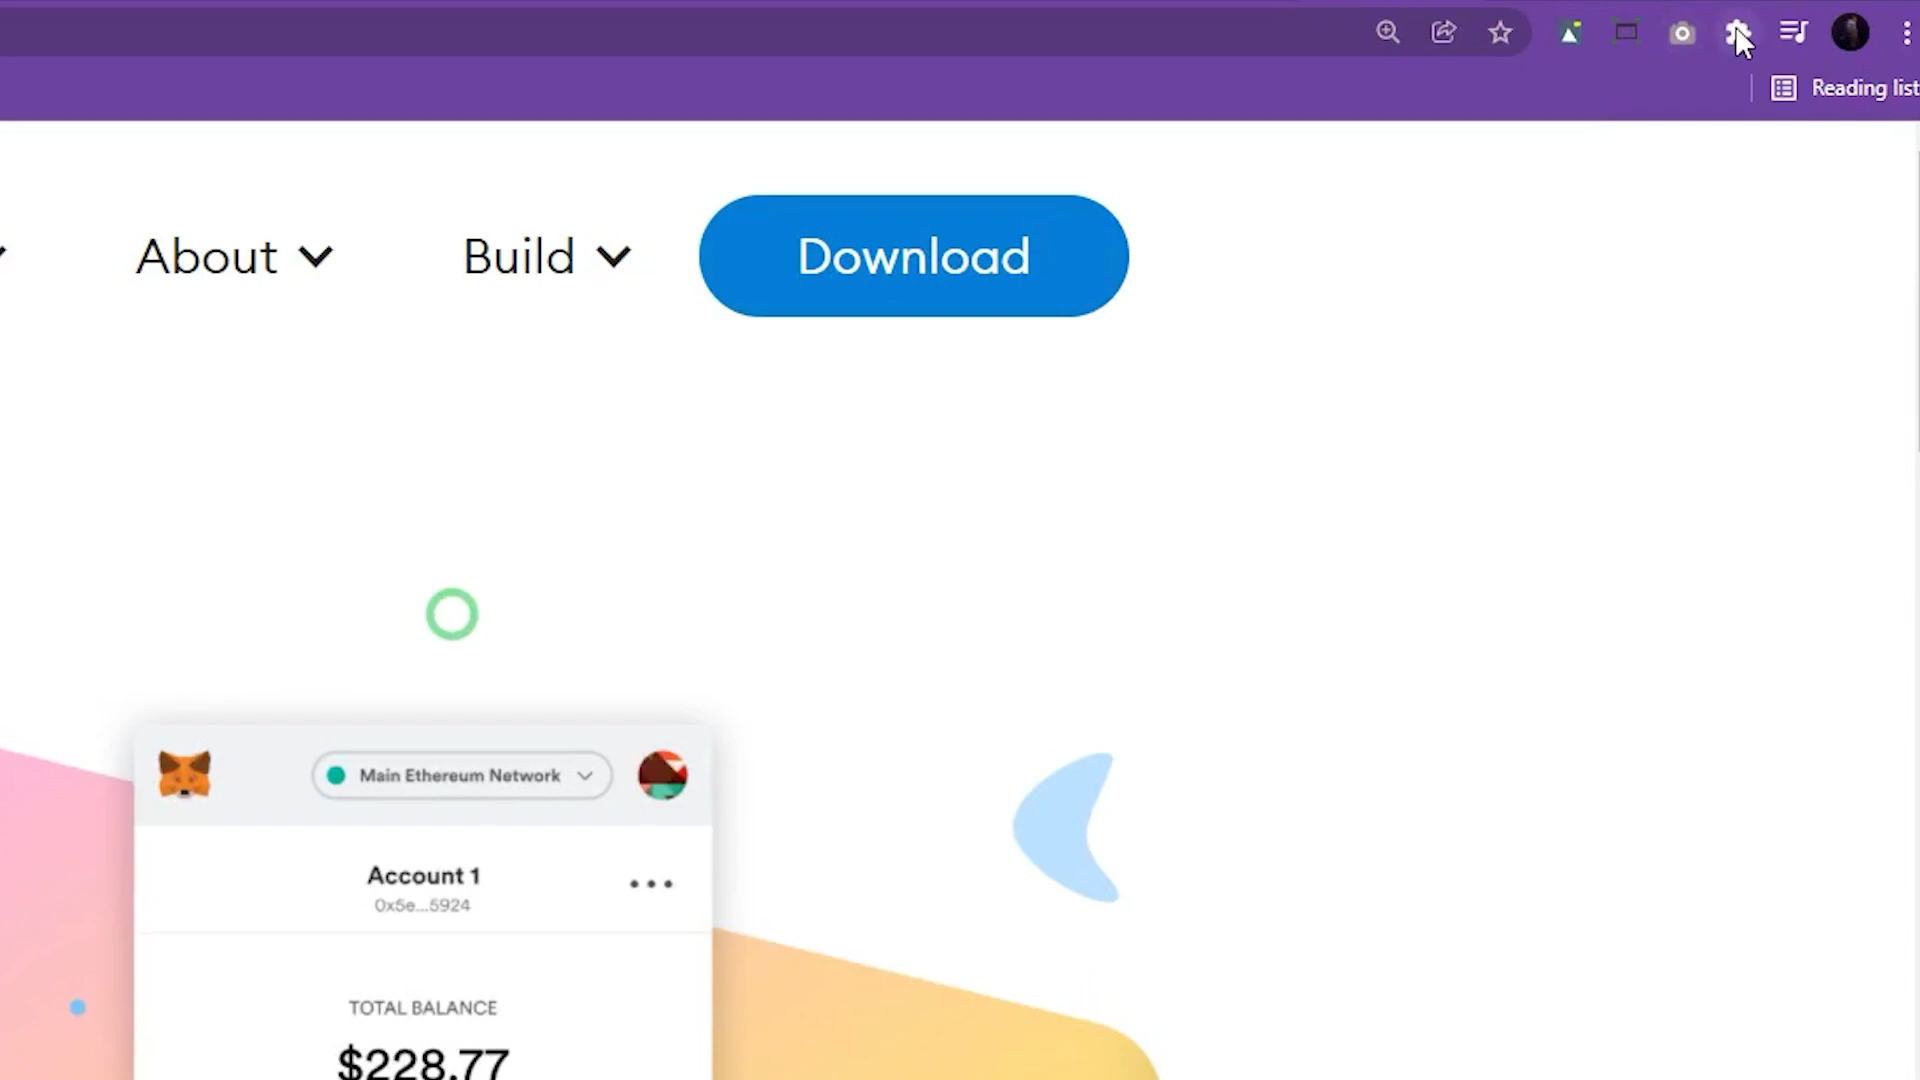 Reading list
About
Build
Download
Main Ethereum Network
Account 1
0x5e...5924
TOTAL BALANCE
$228.77